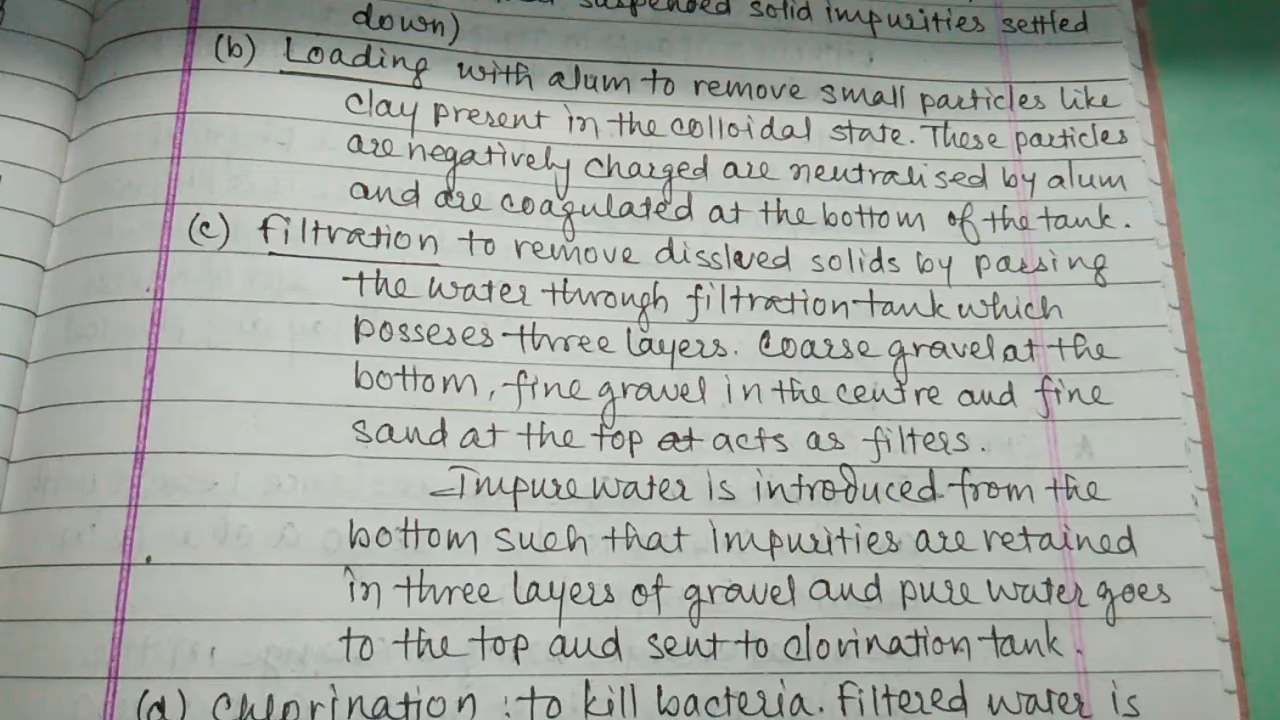 suspended solid impurities settled
down)
(b) Loading with alum to remove small particles like
clay present in the colloidal state. These particles
are negatively charged are neutralised by alum
and are coagulated at the bottom of the tank.
(c) filtration to remove disslved solids by passing
the water through filtration tank which
posseses three layers. Coarse gravel at the
bottom, fine gravel in the centre and fine
sand at the top at acts as filters.
- Impure water is introduced from the
bottom such that impurities are retained
in three layers of gravel and pure water goes
to the top and sent to clorination tank.
(d) Chlorination : to kill bacteria. Filtered water is